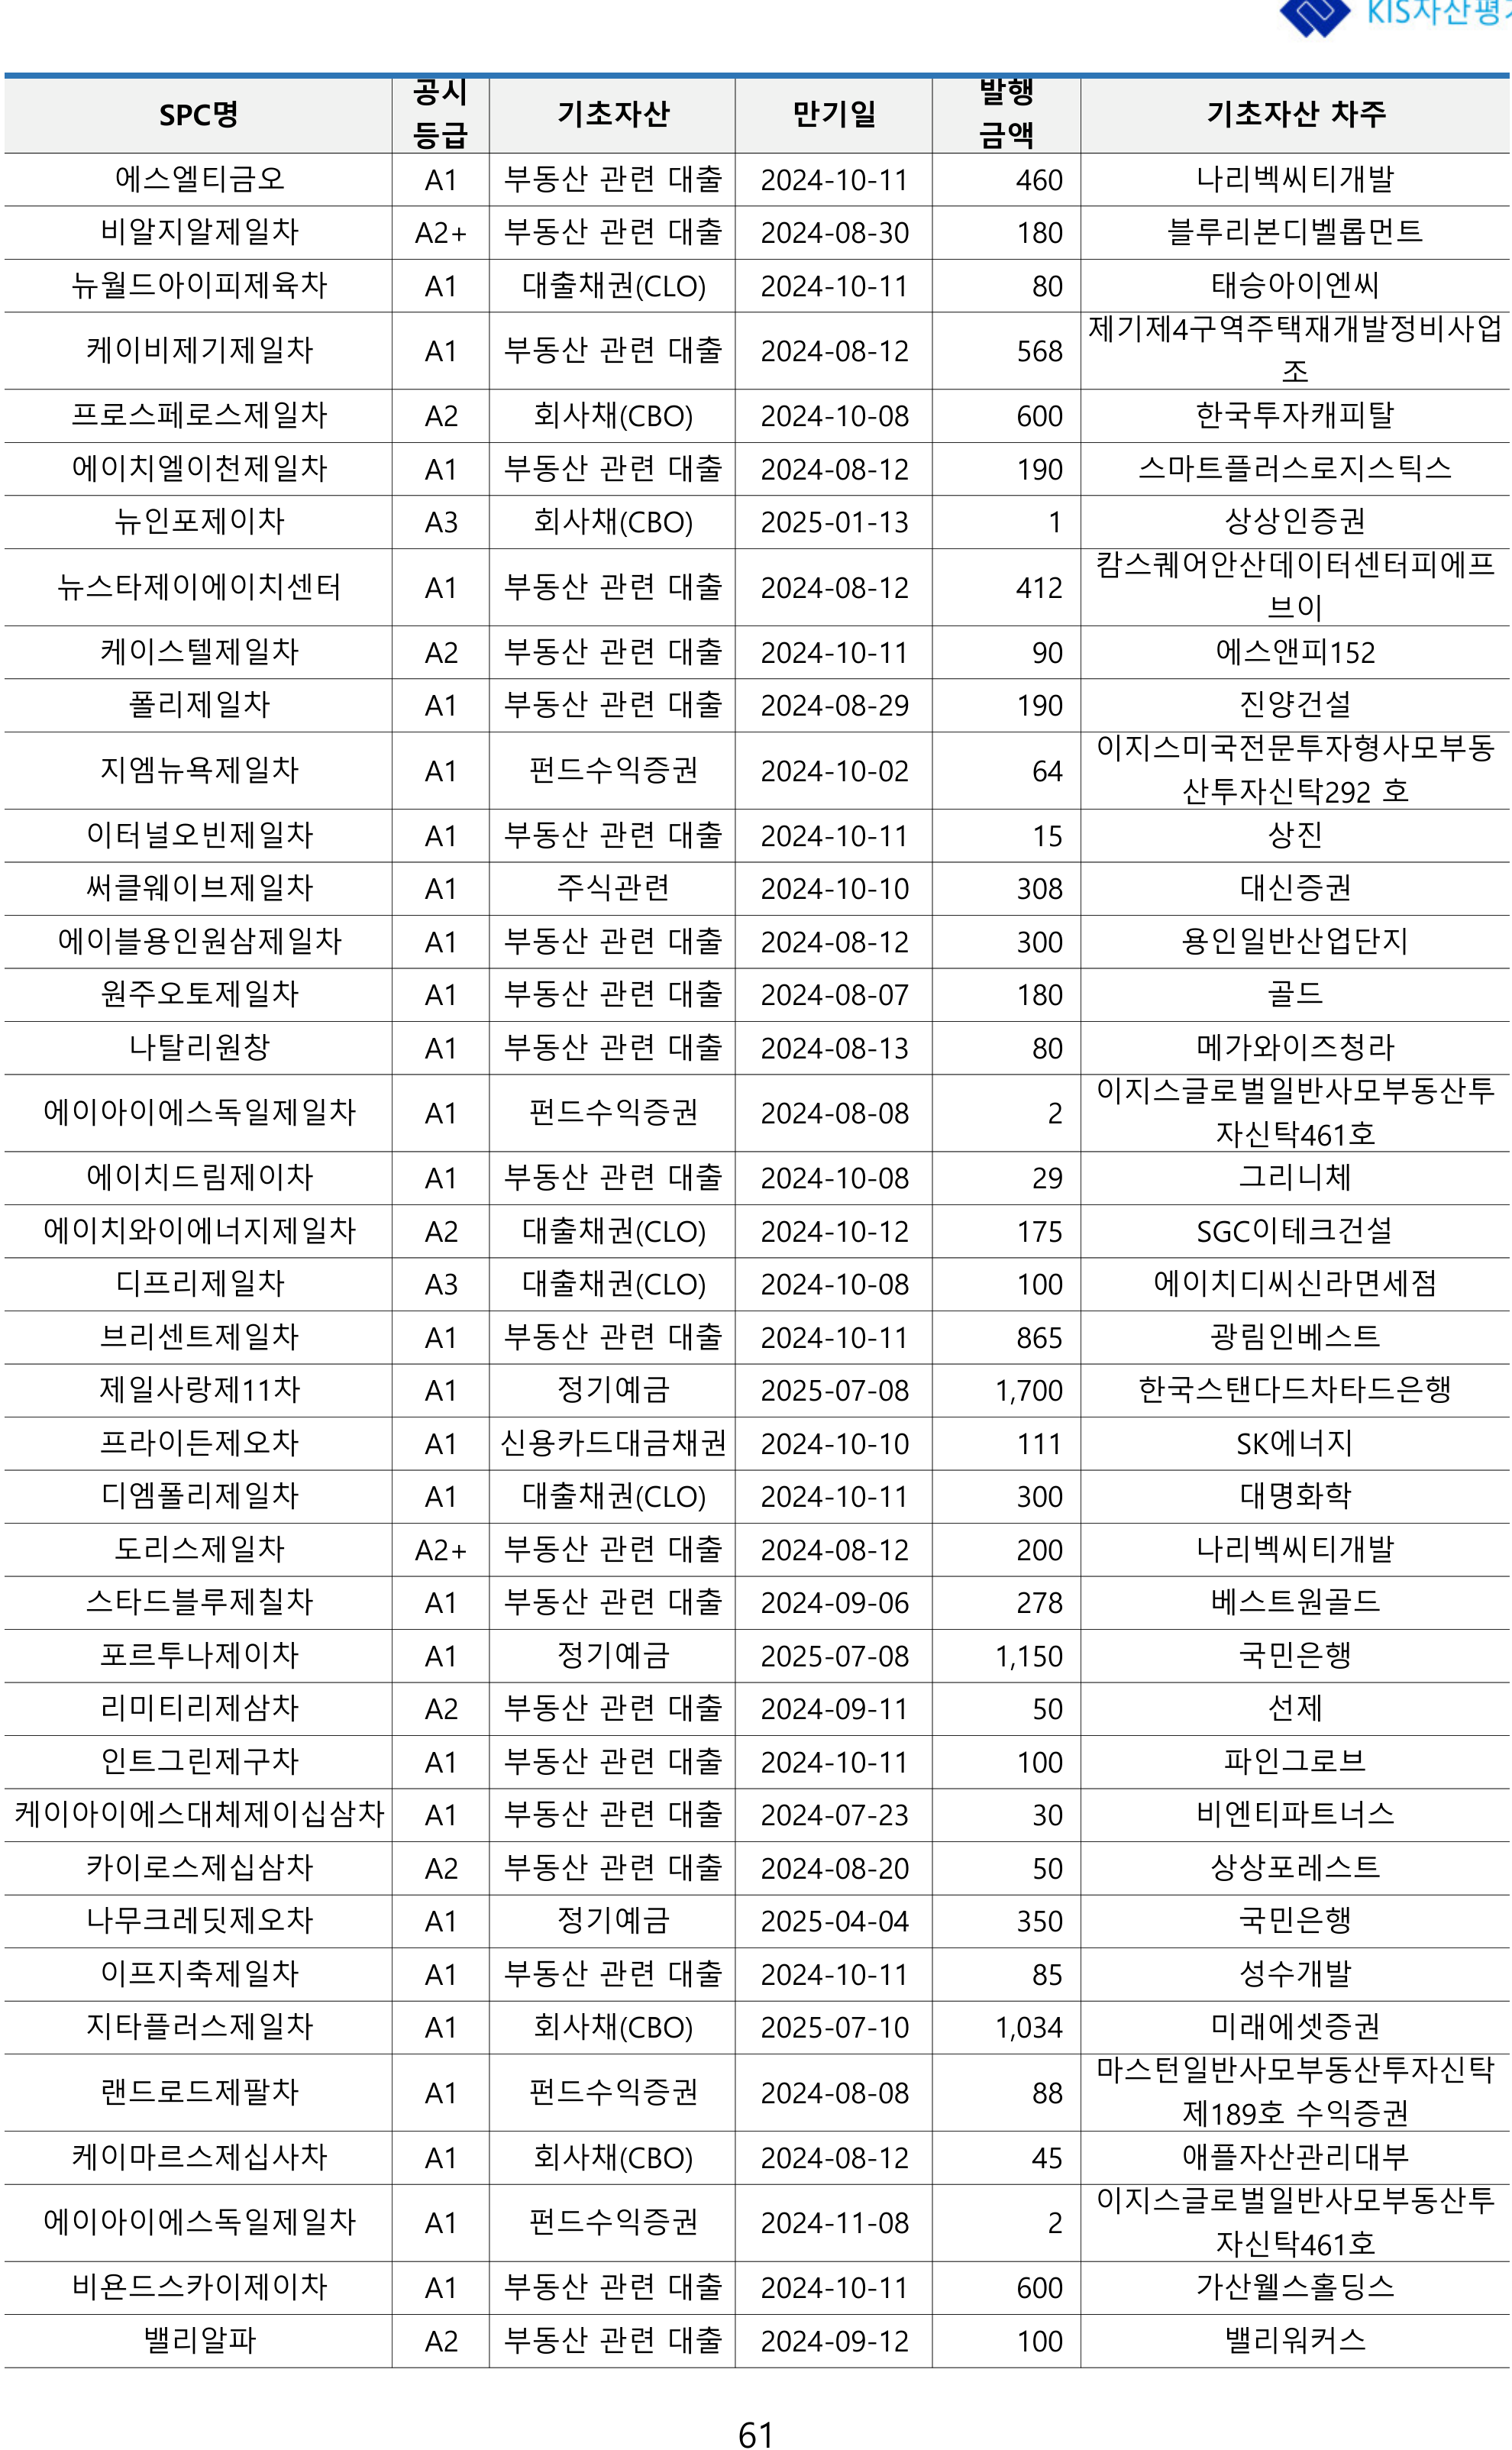 KIS자산평가
SPC명 공시등급 기초자산 만기일 발행금액 기초자산 차주
에스엘티금오 A1 부동산 관련 대출 2024-10-11 460 나리벡씨티개발
비알지알제일차 A2+ 부동산 관련 대출 2024-08-30 180 블루리본디벨롭먼트
뉴월드아이피제육차 A1 대출채권(CLO) 2024-10-11 80 태승아이엔씨
케이비제기제일차 A1 부동산 관련 대출 2024-08-12 568 제기제4구역주택재개발정비사업조
프로스페로스제일차 A2 회사채(CBO) 2024-10-08 600 한국투자캐피탈
에이치엘이천제일차 A1 부동산 관련 대출 2024-08-12 190 스마트플러스로지스틱스
뉴인포제이차 A3 회사채(CBO) 2025-01-13 1 상상인증권
뉴스타제이에이치센터 A1 부동산 관련 대출 2024-08-12 412 캄스퀘어안산데이터센터피에프브이
케이스텔제일차 A2 부동산 관련 대출 2024-10-11 90 에스앤피152
폴리제일차 A1 부동산 관련 대출 2024-08-29 190 진양건설
지엠뉴욕제일차 A1 펀드수익증권 2024-10-02 64 이지스미국전문투자형사모부동산투자신탁292 호
이터널오빈제일차 A1 부동산 관련 대출 2024-10-11 15 상진
써클웨이브제일차 A1 주식관련 2024-10-10 308 대신증권
에이블용인원삼제일차 A1 부동산 관련 대출 2024-08-12 300 용인일반산업단지
원주오토제일차 A1 부동산 관련 대출 2024-08-07 180 골드
나탈리원창 A1 부동산 관련 대출 2024-08-13 80 메가와이즈청라
에이아이에스독일제일차 A1 펀드수익증권 2024-08-08 2 이지스글로벌일반사모부동산투자신탁461호
에이치드림제이차 A1 부동산 관련 대출 2024-10-08 29 그리니체
에이치와이에너지제일차 A2 대출채권(CLO) 2024-10-12 175 SGC이테크건설
디프리제일차 A3 대출채권(CLO) 2024-10-08 100 에이치디씨신라면세점
브리센트제일차 A1 부동산 관련 대출 2024-10-11 865 광림인베스트
제일사랑제11차 A1 정기예금 2025-07-08 1,700 한국스탠다드차타드은행
프라이든제오차 A1 신용카드대금채권 2024-10-10 111 SK에너지
디엠폴리제일차 A1 대출채권(CLO) 2024-10-11 300 대명화학
도리스제일차 A2+ 부동산 관련 대출 2024-08-12 200 나리벡씨티개발
스타드블루제칠차 A1 부동산 관련 대출 2024-09-06 278 베스트원골드
포르투나제이차 A1 정기예금 2025-07-08 1,150 국민은행
리미티리제삼차 A2 부동산 관련 대출 2024-09-11 50 선제
인트그린제구차 A1 부동산 관련 대출 2024-10-11 100 파인그로브
케이아이에스대체제이십삼차 A1 부동산 관련 대출 2024-07-23 30 비엔티파트너스
카이로스제십삼차 A2 부동산 관련 대출 2024-08-20 50 상상포레스트
나무크레딧제오차 A1 정기예금 2025-04-04 350 국민은행
이프지축제일차 A1 부동산 관련 대출 2024-10-11 85 성수개발
지타플러스제일차 A1 회사채(CBO) 2025-07-10 1,034 미래에셋증권
랜드로드제팔차 A1 펀드수익증권 2024-08-08 88 마스턴일반사모부동산투자신탁제189호 수익증권
케이마르스제십사차 A1 회사채(CBO) 2024-08-12 45 애플자산관리대부
에이아이에스독일제일차 A1 펀드수익증권 2024-11-08 2 이지스글로벌일반사모부동산투자신탁461호
비욘드스카이제이차 A1 부동산 관련 대출 2024-10-11 600 가산웰스홀딩스
밸리알파 A2 부동산 관련 대출 2024-09-12 100 밸리워커스
61